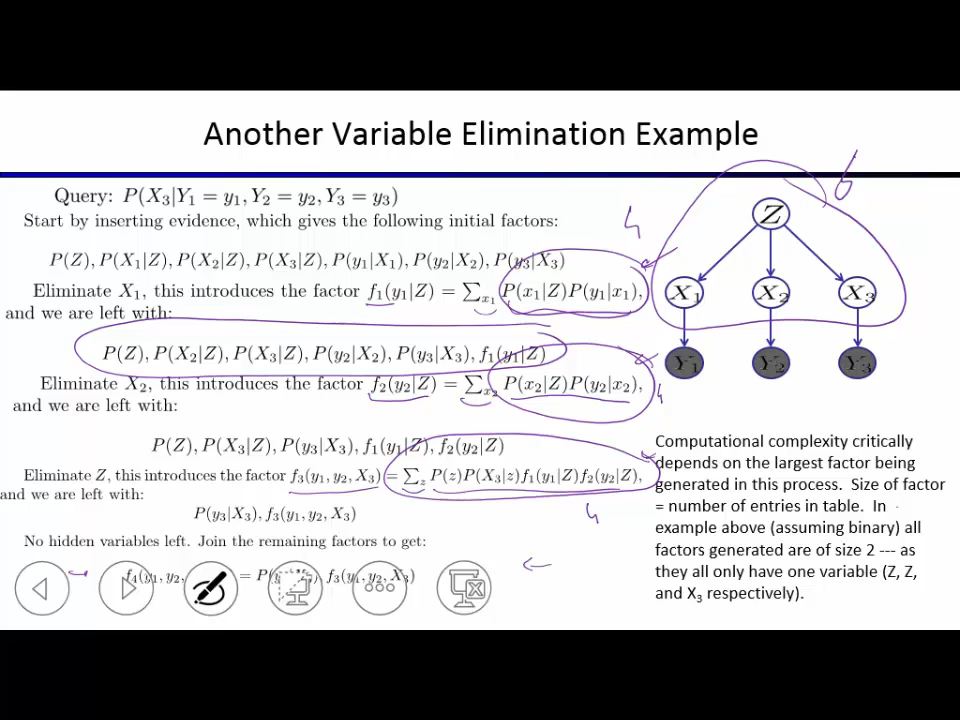 Another Variable Elimination Example
Query: P(X₃|Y₁ = y₁, Y₂ = y₂, Y₃ = y₃)
Start by inserting evidence, which gives the following initial factors:
P(Z), P(X₁|Z), P(X₂|Z), P(X₃|Z), P(y₁|X₁), P(y₂|X₂), P(y₃|X₃)
Eliminate X₁, this introduces the factor f₁(y₁|Z) = ∑ₓ₁ P(x₁|Z)P(y₁|x₁),
and we are left with:
P(Z), P(X₂|Z), P(X₃|Z), P(y₂|X₂), P(y₃|X₃), f₁(y₁|Z)
Eliminate X₂, this introduces the factor f₂(y₂|Z) = ∑ₓ₂ P(x₂|Z)P(y₂|x₂),
and we are left with:
P(Z), P(X₃|Z), P(y₃|X₃), f₁(y₁|Z), f₂(y₂|Z)
Eliminate Z, this introduces the factor f₃(y₁, y₂, X₃) = ∑z P(z)P(X₃|z)f₁(y₁|Z)f₂(y₂|Z),
and we are left with:
P(y₃|X₃), f₃(y₁, y₂, X₃)
No hidden variables left. Join the remaining factors to get:
f₄(y₁, y₂, = P(y f₃(y₁, y₂, X₃)
Z
X₁ X₂ X₃
Y₁ Y₂ Y₃
Computational complexity critically
depends on the largest factor being
generated in this process. Size of factor
= number of entries in table. In
example above (assuming binary) all
factors generated are of size 2 --- as
they all only have one variable (Z, Z,
and X₃ respectively).